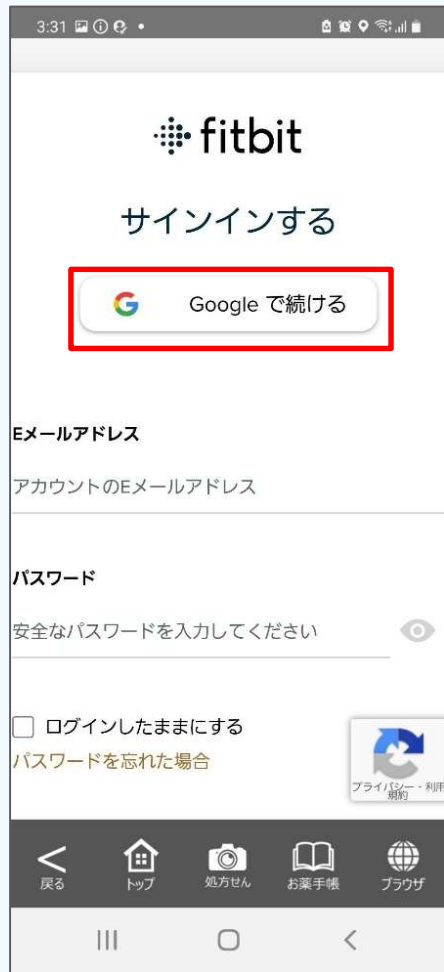 3:31
fitbit
サインインする
Google で続ける
Eメールアドレス
アカウントのEメールアドレス
パスワード
安全なパスワードを入力してください
ログインしたままにする
パスワードを忘れた場合
プライバシー・利用
規約
戻る
トップ
処方せん
お薬手帳
ブラウザ